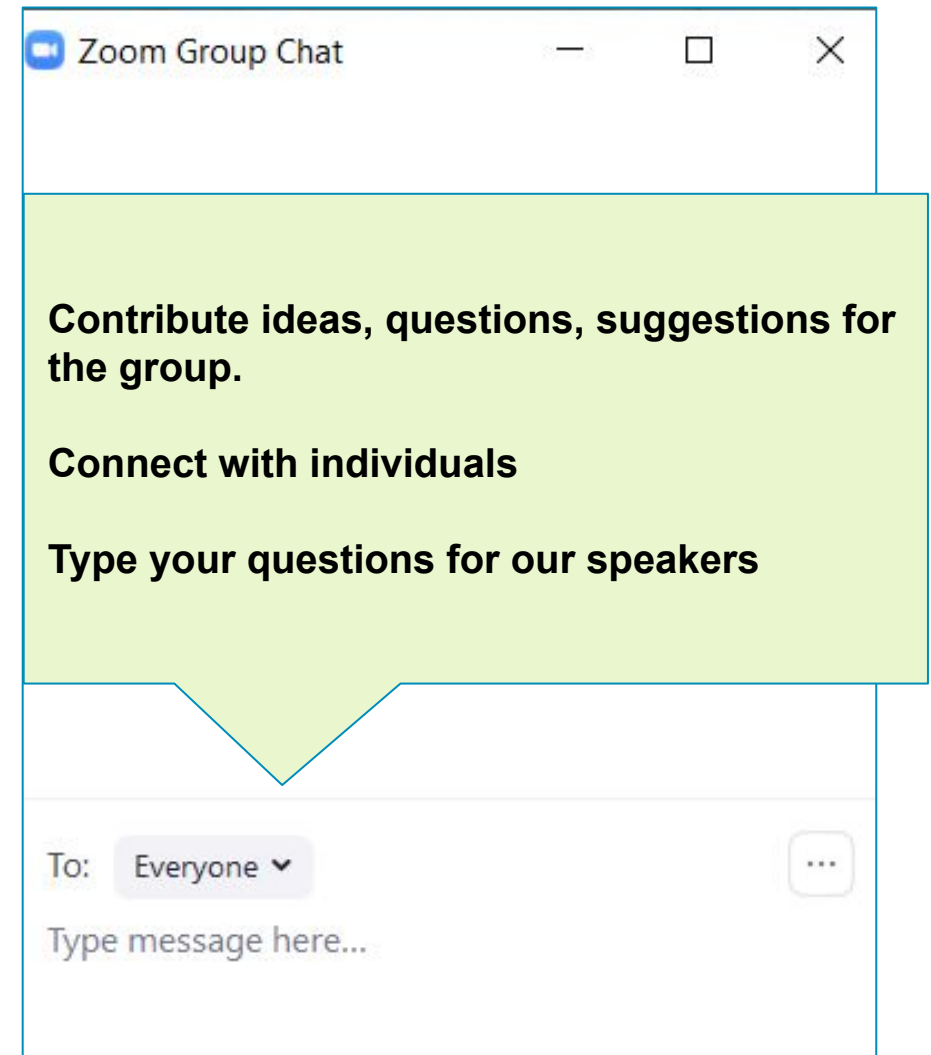 Zoom Group Chat
Contribute ideas, questions, suggestions for
the group.
Connect with individuals
Type your questions for our speakers
To: Everyone
Type message here...